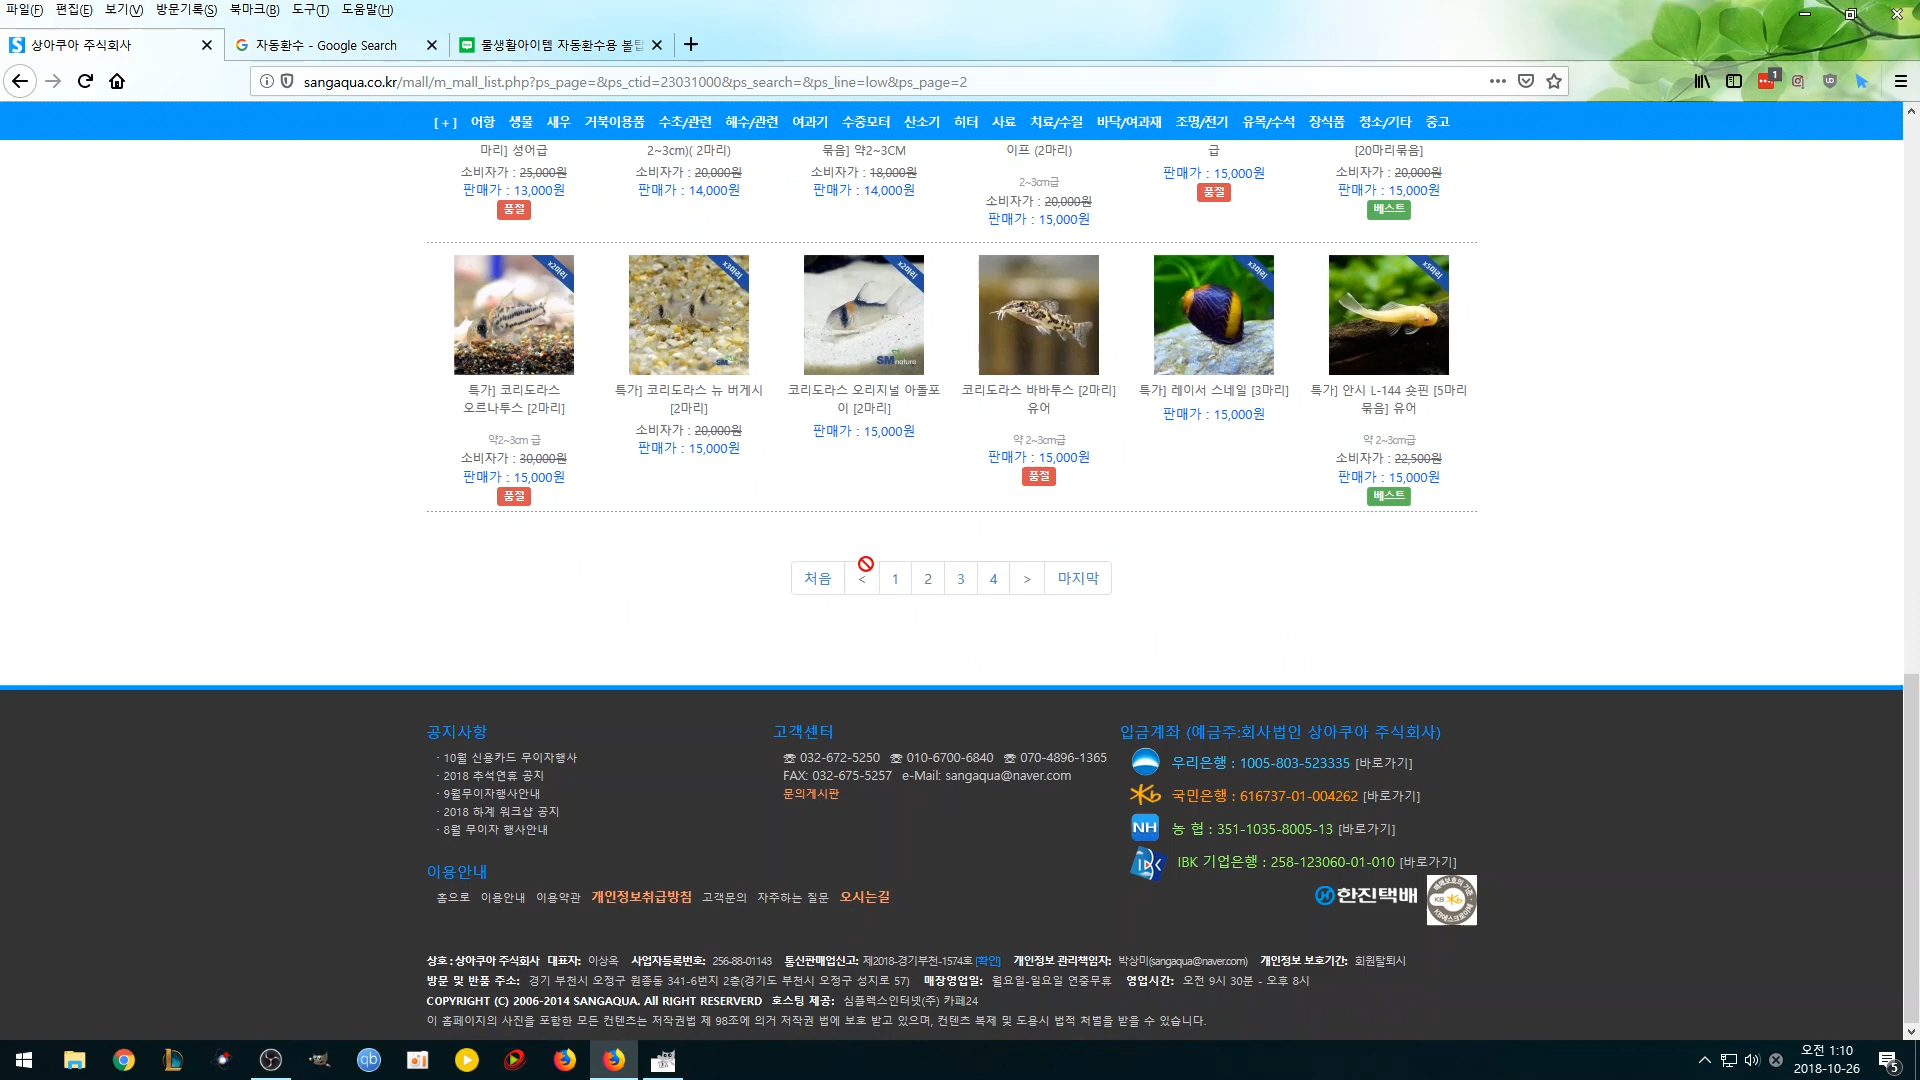 파일(F) 편집(E) 보기(V) 방문기록(S) 북마크(B) 도구(T) 도움말(H)
상아쿠아 주식회사
자동환수 - Google Search
물생활아이템 자동환수용 볼탑
sangaqua.co.kr/mall/m_mall_list.php?ps_page=&ps_ctid=23031000&ps_search=&ps_line=low&ps_page=2
1
[ + ] 어항 생물 새우 거북이용품 수초/관련 해수/관련 여과기 수중모터 산소기 히터 사료 치료/수질 바닥/여과재 조명/전기 유목/수석 장식품 청소/기타 중고
마리] 성어급
소비자가 : 25,000원
판매가 : 13,000원
품절
2~3cm)( 2마리)
소비자가 : 20,000원
판매가 : 14,000원
묶음] 약2~3CM
소비자가 : 18,000원
판매가 : 14,000원
이프 (2마리)
2~3cm급
소비자가 : 20,000원
판매가 : 15,000원
급
판매가 : 15,000원
품절
[20마리묶음]
소비자가 : 20,000원
판매가 : 15,000원
베스트
x2마리
특가] 코리도라스
오르나투스 [2마리]
약2~3cm 급
소비자가 : 30,000원
판매가 : 15,000원
품절
x3마리
특가] 코리도라스 뉴 버게시
[2마리]
소비자가 : 20,000원
판매가 : 15,000원
x2마리
SMnature
코리도라스 오리지널 아돌포
이 [2마리]
판매가 : 15,000원
코리도라스 바바투스 [2마리]
유어
약 2~3cm급
판매가 : 15,000원
품절
x3마리
특가] 레이서 스네일 [3마리]
판매가 : 15,000원
x5마리
특가] 안시 L-144 숏핀 [5마리
묶음] 유어
약 2~3cm급
소비자가 : 22,500원
판매가 : 15,000원
베스트
처음 < 1 2 3 4 > 마지막
공지사항
· 10월 신용카드 무이자행사
· 2018 추석연휴 공지
· 9월무이자행사안내
· 2018 하계 워크샵 공지
· 8월 무이자 행사안내
고객센터
☏ 032-672-5250 ☏ 010-6700-6840 ☏ 070-4896-1365
FAX: 032-675-5257 e-Mail: sangaqua@naver.com
문의게시판
입금계좌 (예금주:회사법인 상아쿠아 주식회사)
우리은행 : 1005-803-523335 [바로가기]
국민은행 : 616737-01-004262 [바로가기]
NH 농 협 : 351-1035-8005-13 [바로가기]
IBK 기업은행 : 258-123060-01-010 [바로가기]
한진택배
이용안내
홈으로 이용안내 이용약관 개인정보취급방침 고객문의 자주하는 질문 오시는길
상호 : 상아쿠아 주식회사 대표자: 이상옥 사업자등록번호: 256-88-01143 통신판매업신고: 제2018-경기부천-1574호 [확인] 개인정보 관리책임자: 박상미(sangaqua@naver.com) 개인정보 보호기간: 회원탈퇴시
방문 및 반품 주소: 경기 부천시 오정구 원종동 341-6번지 2층(경기도 부천시 오정구 성지로 57) 매장영업일: 월요일-일요일 연중무휴 영업시간: 오전 9시 30분 - 오후 8시
COPYRIGHT (C) 2006-2014 SANGAQUA. All RIGHT RESERVERD 호스팅 제공: 심플렉스인터넷(주) 카페24
이 홈페이지의 사진을 포함한 모든 컨텐츠는 저작권법 제 98조에 의거 저작권 법에 보호 받고 있으며, 컨텐츠 복제 및 도용시 법적 처벌을 받을 수 있습니다.
qb
오전 1:10
2018-10-26
5